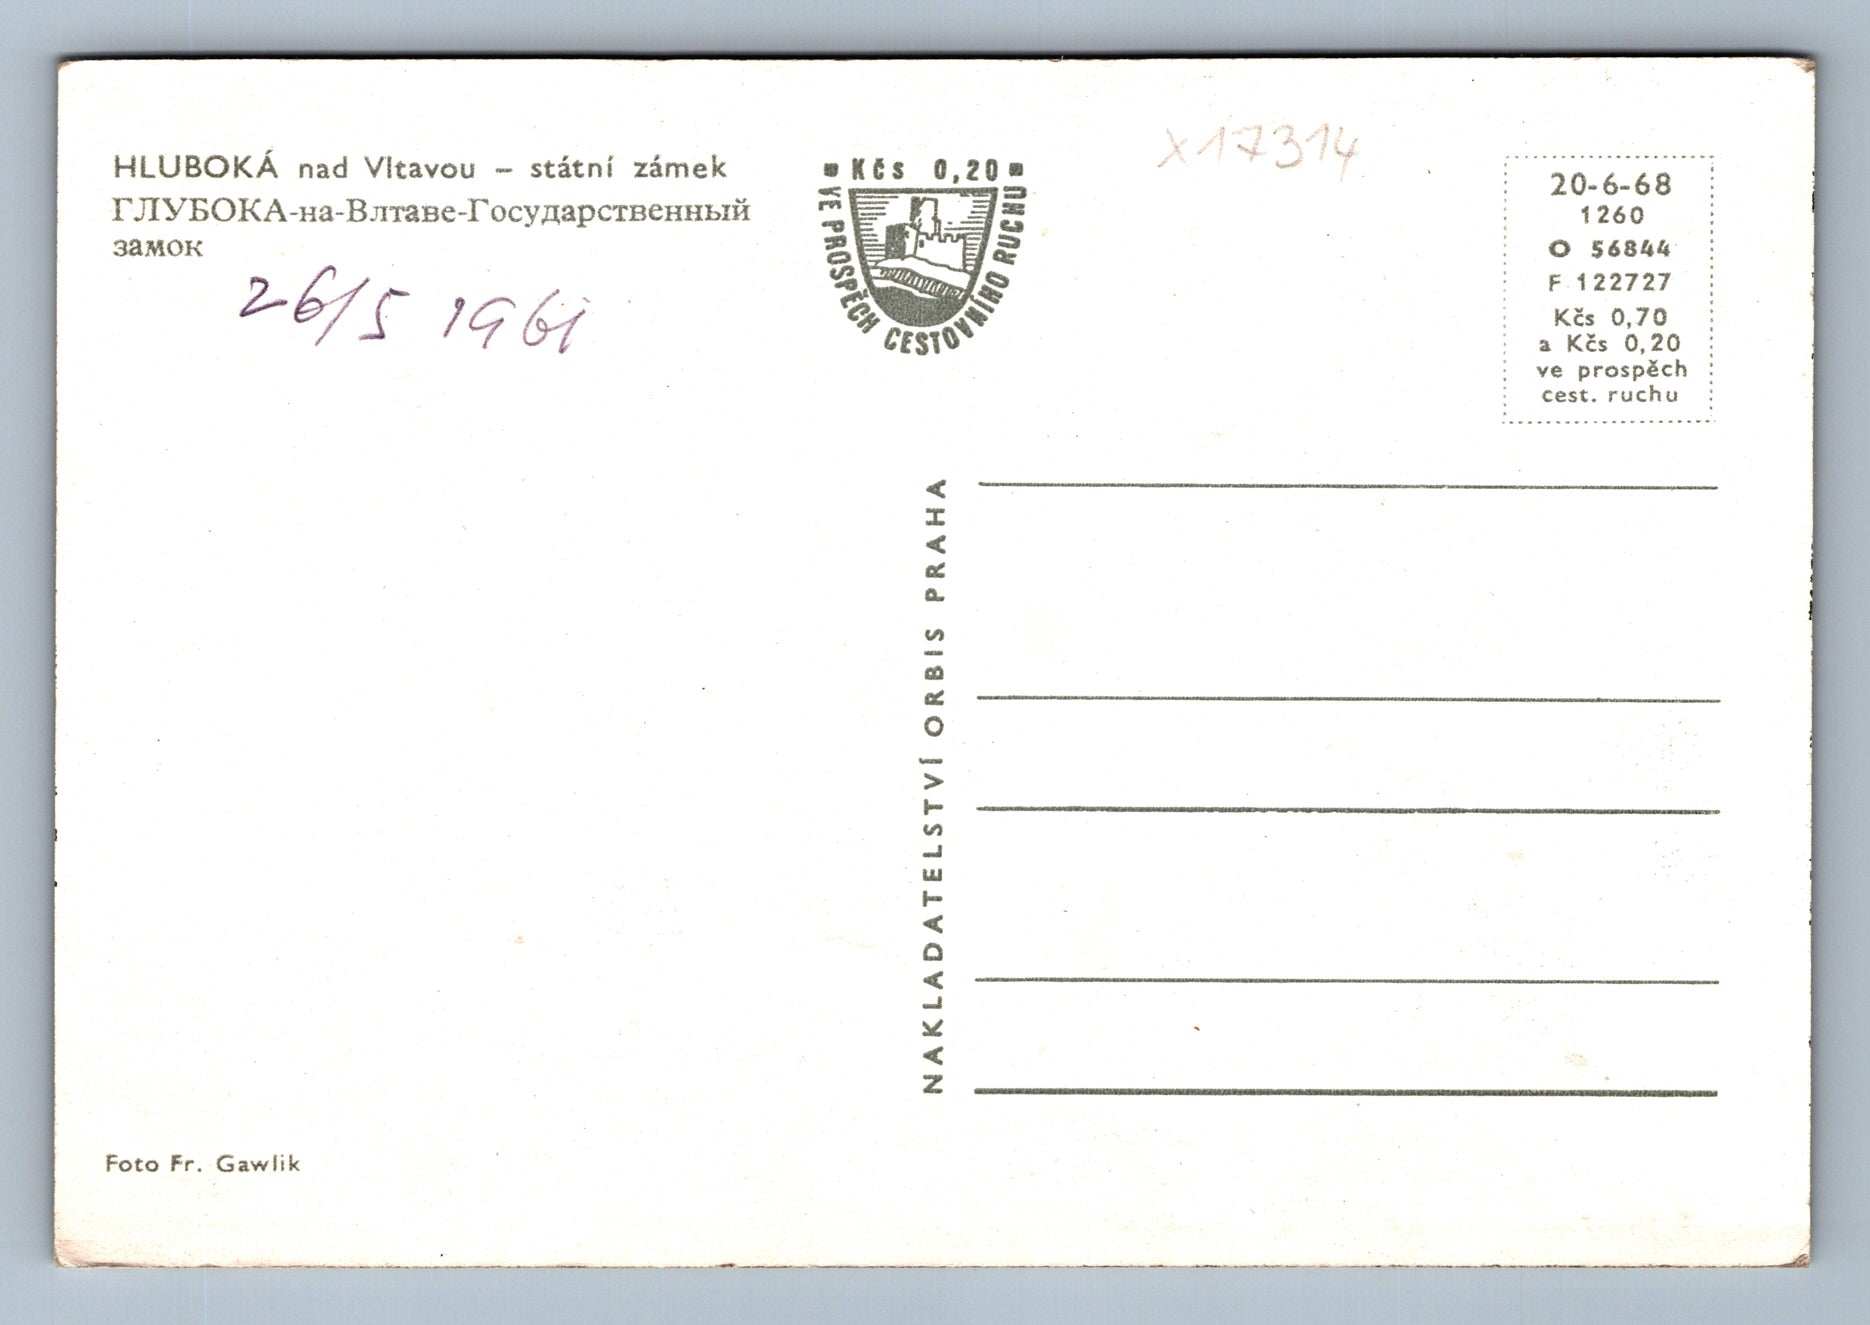 HLUBOKÁ nad Vltavou – státní zámek
ГЛУБОКА-на-Влтаве-Государственный
замок
26/5 1961
Kčs 0,20
VE PROSPĚCH CESTOVNÍHO RUCHU
X17314
20-6-68
1260
O 56844
F 122727
Kčs 0,70
a Kčs 0,20
ve prospěch
cest. ruchu
NAKLADATELSTVÍ ORBIS PRAHA
Foto Fr. Gawlik